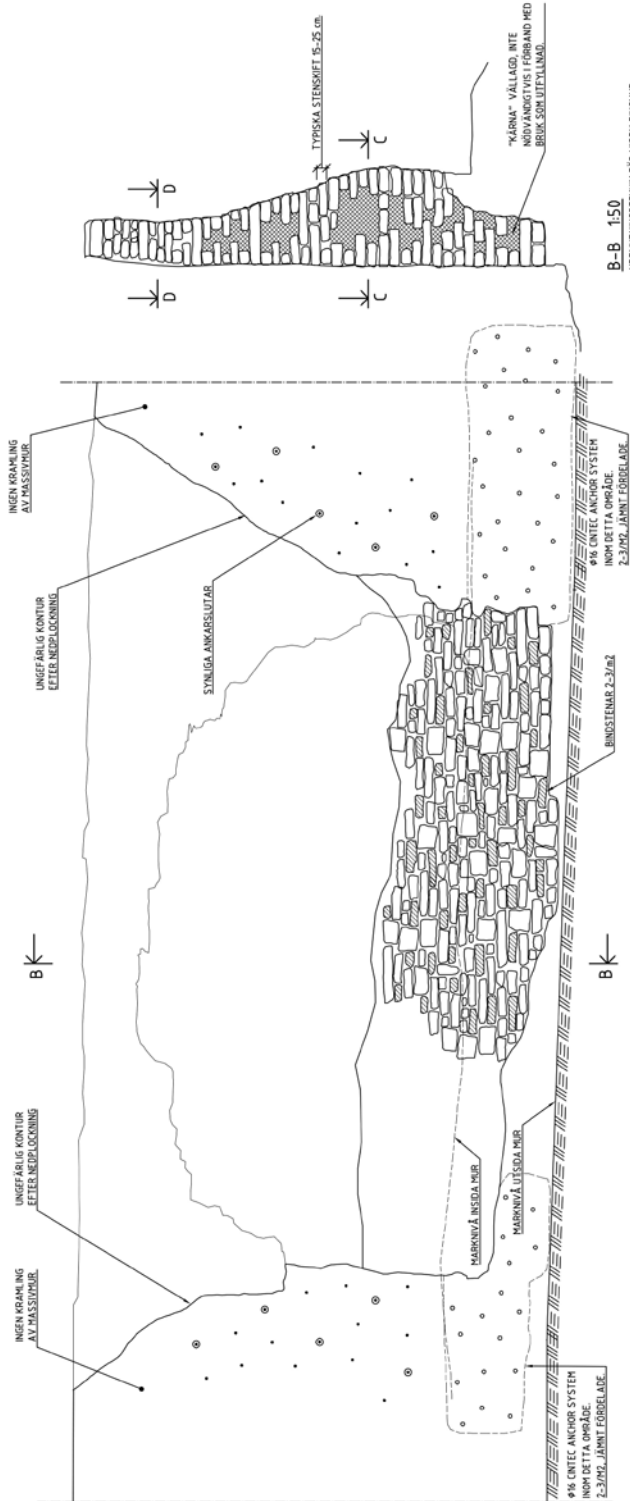 INGEN KRAMLING
AV MASSIVMUR
UNGEFÄRLIG KONTUR
EFTER NEDPLOCKNING
B
UNGEFÄRLIG KONTUR
EFTER NEDPLOCKNING
INGEN KRAMLING
AV MASSIVMUR
SYNLIGA ANKARSLUTAR
MARKNIVÅ INSIDA MUR
MARKNIVÅ UTSIDA MUR
B
BINDSTENAR 2-3/m2
Φ16 CINTEC ANCHOR SYSTEM
INOM DETTA OMRÅDE.
2-3/M2, JÄMNT FÖRDELADE.
Φ16 CINTEC ANCHOR SYSTEM
INOM DETTA OMRÅDE.
2-3/M2, JÄMNT FÖRDELADE.
D
D
C
C
TYPISKA STENSKIFT 15-25 cm.
"KÄRNA" VÄLLAGD, INTE
NÖDVÄNDIGTVIS I FÖRBAND MED
BRUK SOM UTFYLLNAD.
B-B 1:50